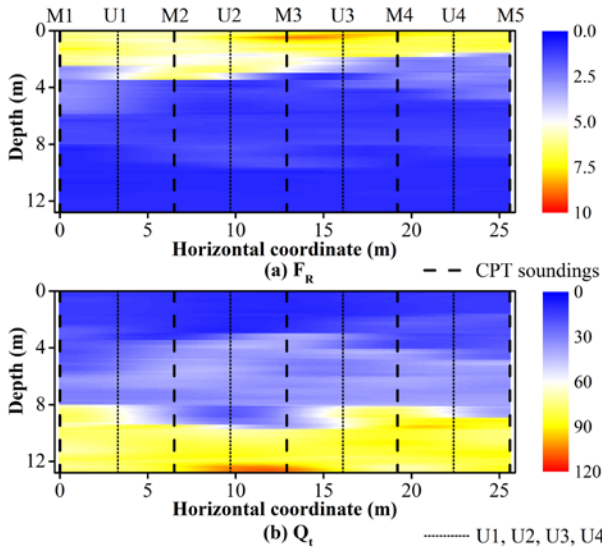 M1 U1 M2 U2 M3 U3 M4 U4 M5
0
4
8
12
Depth (m)
0 5 10 15 20 25
Horizontal coordinate (m)
(a) F_R
0.0
2.5
5.0
7.5
10
CPT soundings
0
4
8
12
Depth (m)
0 5 10 15 20 25
Horizontal coordinate (m)
(b) Q_t
0
30
60
90
120
U1, U2, U3, U4